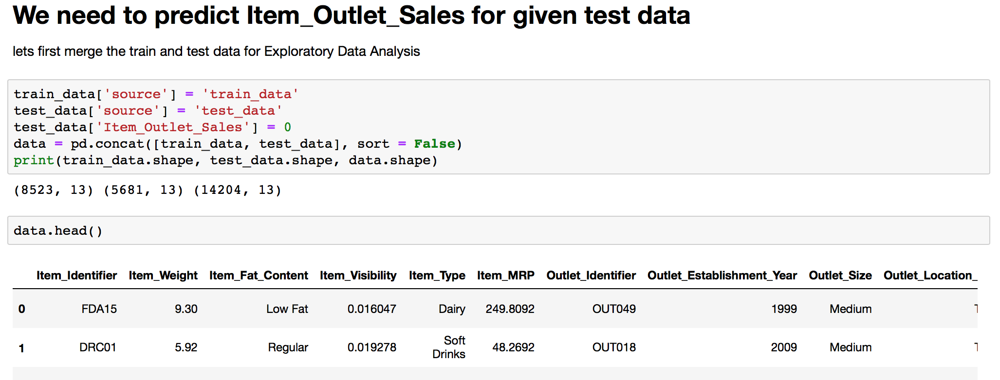 We need to predict Item_Outlet_Sales for given test data
lets first merge the train and test data for Exploratory Data Analysis
train_data['source'] = 'train_data'
test_data['source'] = 'test_data'
test_data['Item_Outlet_Sales'] = 0
data = pd.concat([train_data, test_data], sort = False)
print(train_data.shape, test_data.shape, data.shape)
(8523, 13) (5681, 13) (14204, 13)
data.head()
Item_Identifier Item_Weight Item_Fat_Content Item_Visibility Item_Type Item_MRP Outlet_Identifier Outlet_Establishment_Year Outlet_Size Outlet_Location_
0 FDA15 9.30 Low Fat 0.016047 Dairy 249.8092 OUT049 1999 Medium
1 DRC01 5.92 Regular 0.019278 Soft Drinks 48.2692 OUT018 2009 Medium